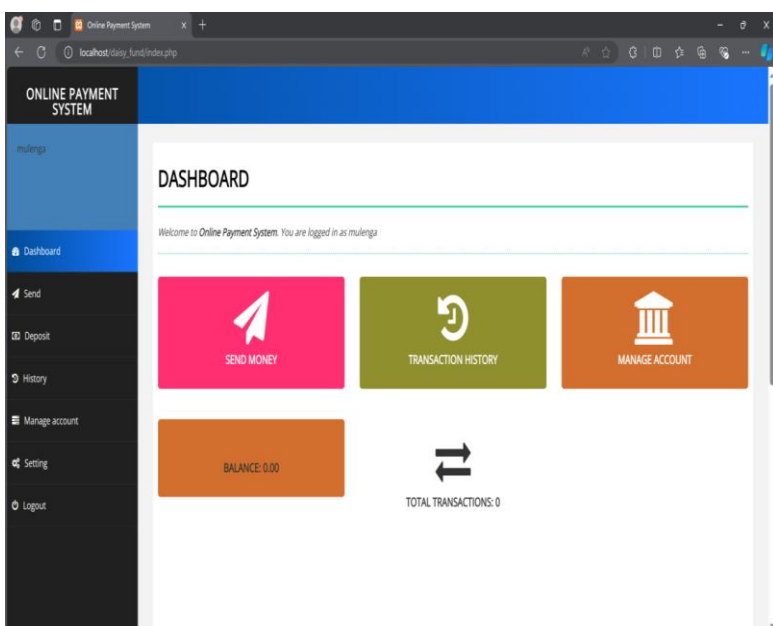 Online Payment System
localhost/daisy_fund/index.php
ONLINE PAYMENT
SYSTEM
mulenga
DASHBOARD
Welcome to Online Payment System. You are logged in as mulenga
Dashboard
Send
Deposit
History
Manage account
Setting
Logout
SEND MONEY
TRANSACTION HISTORY
MANAGE ACCOUNT
BALANCE: 0.00
TOTAL TRANSACTIONS: 0